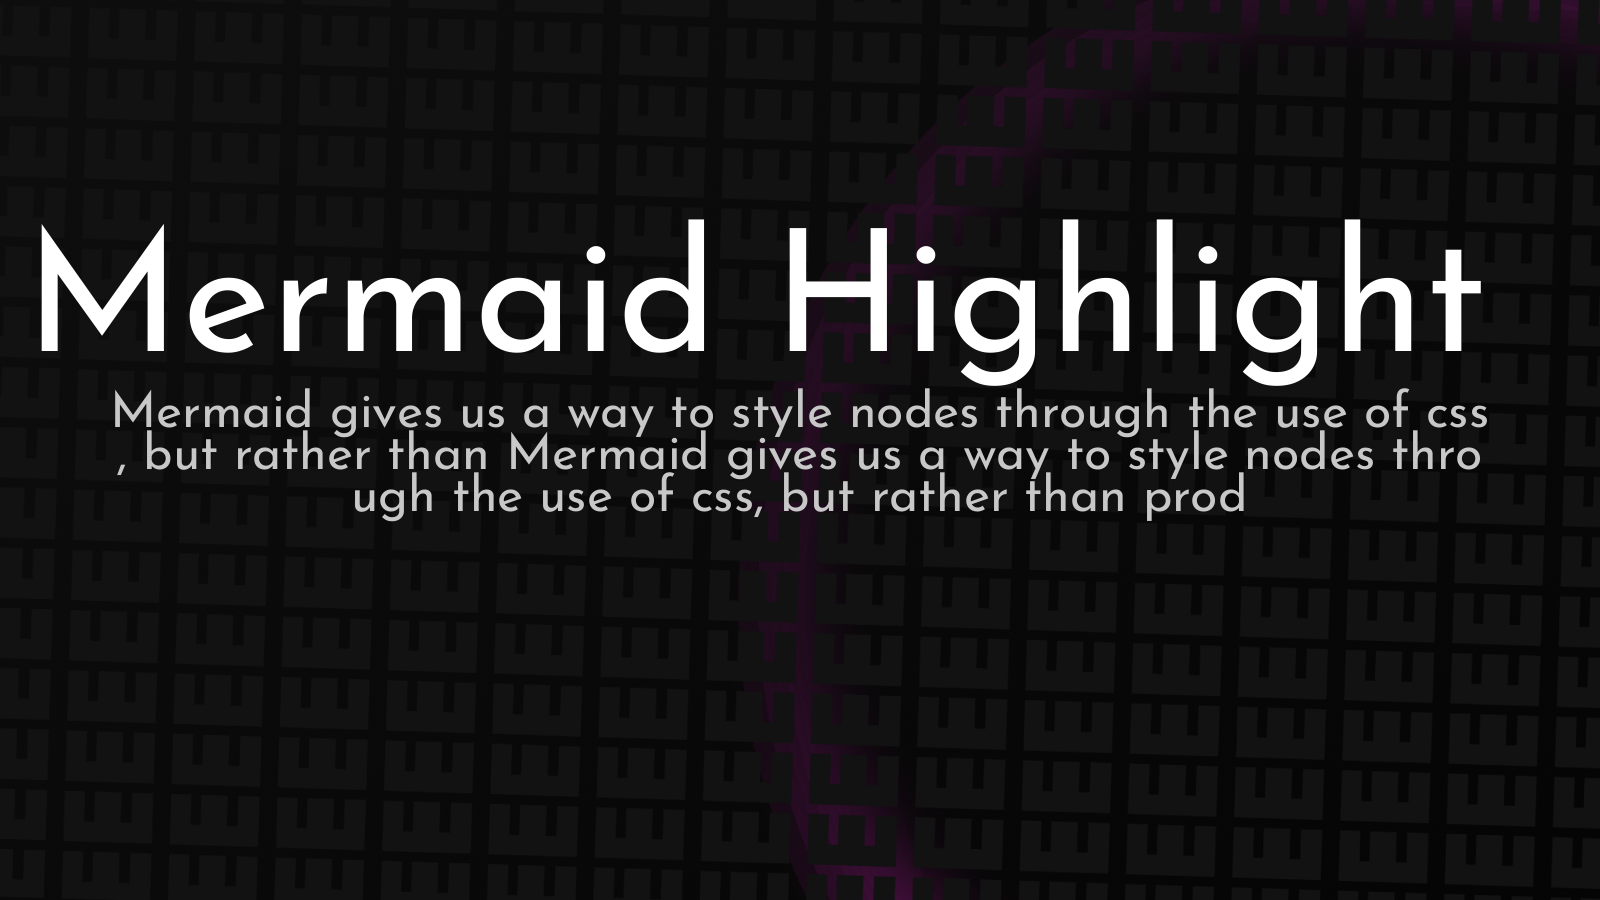 Mermaid Highlight
Mermaid gives us a way to style nodes through the use of css
, but rather than Mermaid gives us a way to style nodes thro
ugh the use of css, but rather than prod